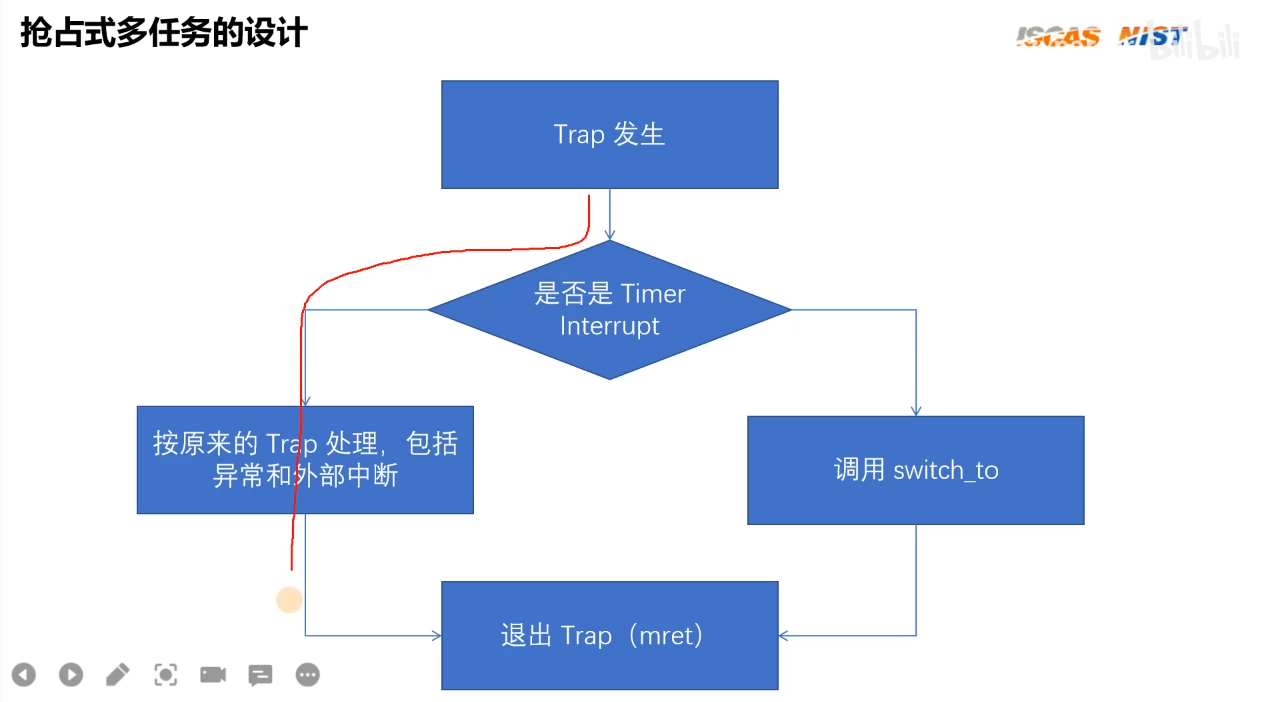 抢占式多任务的设计
ISCAS NIST
bilibili
Trap 发生
是否是 Timer
Interrupt
按原来的 Trap 处理，包括
异常和外部中断
调用 switch_to
退出 Trap（mret）